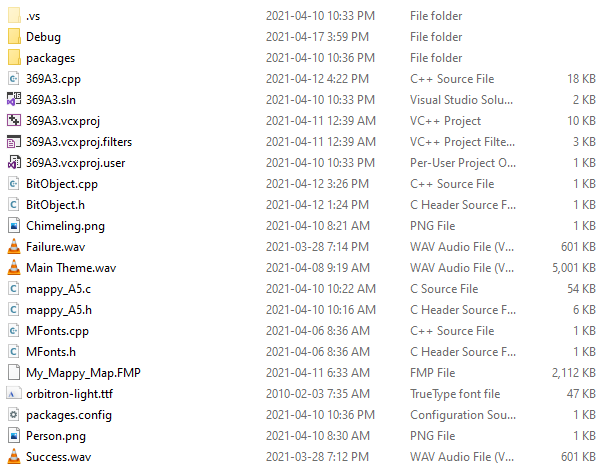 .vs 2021-04-10 10:33 PM File folder
Debug 2021-04-17 3:59 PM File folder
packages 2021-04-10 10:36 PM File folder
369A3.cpp 2021-04-12 4:22 PM C++ Source File 18 KB
369A3.sln 2021-04-10 10:33 PM Visual Studio Solu... 2 KB
369A3.vcxproj 2021-04-11 12:39 AM VC++ Project 10 KB
369A3.vcxproj.filters 2021-04-11 12:39 AM VC++ Project Filte... 3 KB
369A3.vcxproj.user 2021-04-10 10:33 PM Per-User Project O... 1 KB
BitObject.cpp 2021-04-12 3:26 PM C++ Source File 1 KB
BitObject.h 2021-04-12 1:24 PM C Header Source F... 1 KB
Chimeling.png 2021-04-10 8:21 AM PNG File 1 KB
Failure.wav 2021-03-28 7:14 PM WAV Audio File (V... 601 KB
Main Theme.wav 2021-04-08 9:19 AM WAV Audio File (V... 5,001 KB
mappy_A5.c 2021-04-10 10:22 AM C Source File 54 KB
mappy_A5.h 2021-04-10 10:16 AM C Header Source F... 6 KB
MFonts.cpp 2021-04-06 8:36 AM C++ Source File 1 KB
MFonts.h 2021-04-06 8:36 AM C Header Source F... 1 KB
My_Mappy_Map.FMP 2021-04-11 6:33 AM FMP File 2,112 KB
orbitron-light.ttf 2010-02-03 7:35 AM TrueType font file 47 KB
packages.config 2021-04-10 10:36 PM Configuration Sou... 1 KB
Person.png 2021-04-10 8:30 AM PNG File 1 KB
Success.wav 2021-03-28 7:12 PM WAV Audio File (V... 601 KB